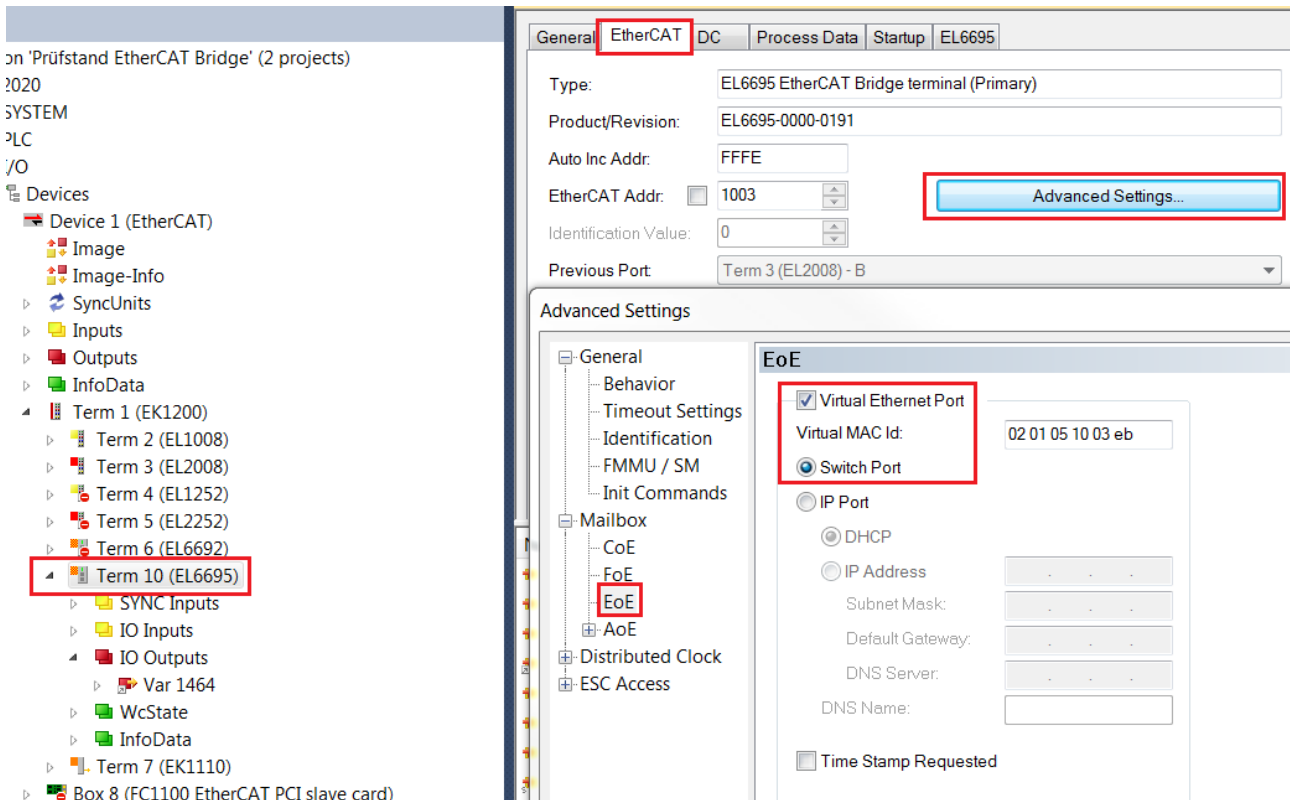 on 'Prüfstand EtherCAT Bridge' (2 projects)
2020
SYSTEM
PLC
I/O
Devices
Device 1 (EtherCAT)
Image
Image-Info
SyncUnits
Inputs
Outputs
InfoData
Term 1 (EK1200)
Term 2 (EL1008)
Term 3 (EL2008)
Term 4 (EL1252)
Term 5 (EL2252)
Term 6 (EL6692)
Term 10 (EL6695)
SYNC Inputs
IO Inputs
IO Outputs
Var 1464
WcState
InfoData
Term 7 (EK1110)
Box 8 (FC1100 EtherCAT PCI slave card)
General EtherCAT DC Process Data Startup EL6695
Type: EL6695 EtherCAT Bridge terminal (Primary)
Product/Revision: EL6695-0000-0191
Auto Inc Addr: FFFE
EtherCAT Addr: 1003 Advanced Settings...
Identification Value: 0
Previous Port: Term 3 (EL2008) - B
Advanced Settings
General
Behavior
Timeout Settings
Identification
FMMU / SM
Init Commands
Mailbox
CoE
FoE
EoE
AoE
Distributed Clock
ESC Access
EoE
Virtual Ethernet Port
Virtual MAC Id: 02 01 05 10 03 eb
Switch Port
IP Port
DHCP
IP Address
Subnet Mask:
Default Gateway:
DNS Server:
DNS Name:
Time Stamp Requested